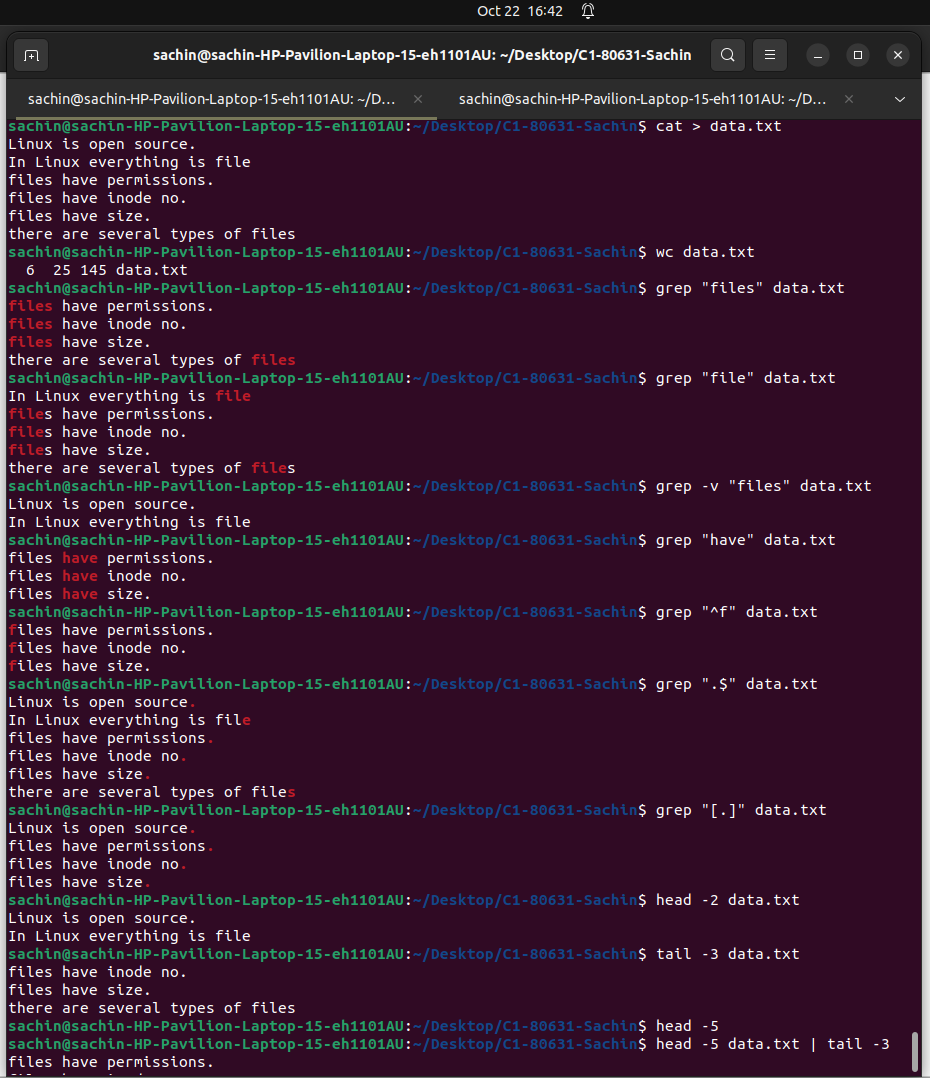 Oct 22 16:42
sachin@sachin-HP-Pavilion-Laptop-15-eh1101AU: ~/Desktop/C1-80631-Sachin
sachin@sachin-HP-Pavilion-Laptop-15-eh1101AU: ~/D...
sachin@sachin-HP-Pavilion-Laptop-15-eh1101AU: ~/D...
sachin@sachin-HP-Pavilion-Laptop-15-eh1101AU:~/Desktop/C1-80631-Sachin$ cat > data.txt
Linux is open source.
In Linux everything is file
files have permissions.
files have inode no.
files have size.
there are several types of files
sachin@sachin-HP-Pavilion-Laptop-15-eh1101AU:~/Desktop/C1-80631-Sachin$ wc data.txt
  6  25 145 data.txt
sachin@sachin-HP-Pavilion-Laptop-15-eh1101AU:~/Desktop/C1-80631-Sachin$ grep "files" data.txt
files have permissions.
files have inode no.
files have size.
there are several types of files
sachin@sachin-HP-Pavilion-Laptop-15-eh1101AU:~/Desktop/C1-80631-Sachin$ grep "file" data.txt
In Linux everything is file
files have permissions.
files have inode no.
files have size.
there are several types of files
sachin@sachin-HP-Pavilion-Laptop-15-eh1101AU:~/Desktop/C1-80631-Sachin$ grep -v "files" data.txt
Linux is open source.
In Linux everything is file
sachin@sachin-HP-Pavilion-Laptop-15-eh1101AU:~/Desktop/C1-80631-Sachin$ grep "have" data.txt
files have permissions.
files have inode no.
files have size.
sachin@sachin-HP-Pavilion-Laptop-15-eh1101AU:~/Desktop/C1-80631-Sachin$ grep "^f" data.txt
files have permissions.
files have inode no.
files have size.
sachin@sachin-HP-Pavilion-Laptop-15-eh1101AU:~/Desktop/C1-80631-Sachin$ grep ".$" data.txt
Linux is open source.
In Linux everything is file
files have permissions.
files have inode no.
files have size.
there are several types of files
sachin@sachin-HP-Pavilion-Laptop-15-eh1101AU:~/Desktop/C1-80631-Sachin$ grep "[.]" data.txt
Linux is open source.
files have permissions.
files have inode no.
files have size.
sachin@sachin-HP-Pavilion-Laptop-15-eh1101AU:~/Desktop/C1-80631-Sachin$ head -2 data.txt
Linux is open source.
In Linux everything is file
sachin@sachin-HP-Pavilion-Laptop-15-eh1101AU:~/Desktop/C1-80631-Sachin$ tail -3 data.txt
files have inode no.
files have size.
there are several types of files
sachin@sachin-HP-Pavilion-Laptop-15-eh1101AU:~/Desktop/C1-80631-Sachin$ head -5
sachin@sachin-HP-Pavilion-Laptop-15-eh1101AU:~/Desktop/C1-80631-Sachin$ head -5 data.txt | tail -3
files have permissions.